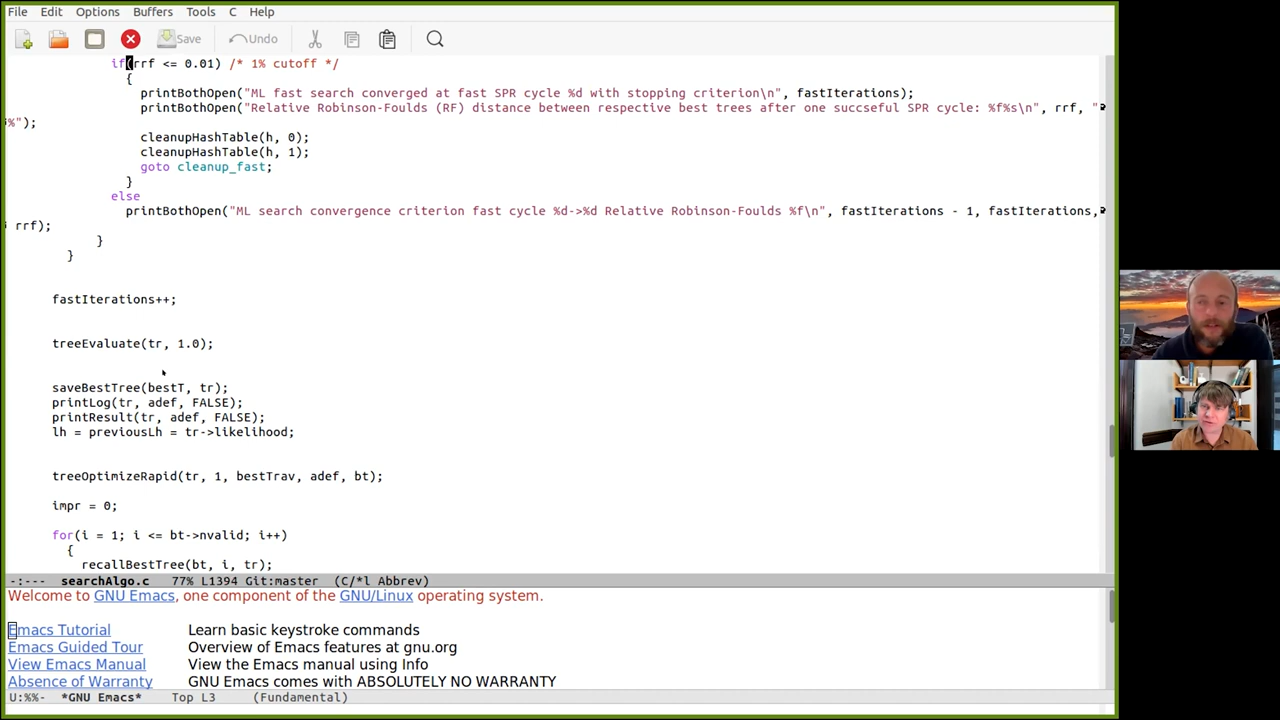 File Edit Options Buffers Tools C Help
Save Undo
if(rrf <= 0.01) /* 1% cutoff */
{
printBothOpen("ML fast search converged at fast SPR cycle %d with stopping criterion\n", fastIterations);
printBothOpen("Relative Robinson-Foulds (RF) distance between respective best trees after one succseful SPR cycle: %f%s\n", rrf, "
%");
cleanupHashTable(h, 0);
cleanupHashTable(h, 1);
goto cleanup_fast;
}
else
printBothOpen("ML search convergence criterion fast cycle %d->%d Relative Robinson-Foulds %f\n", fastIterations - 1, fastIterations,
rrf);
}
}
fastIterations++;
treeEvaluate(tr, 1.0);
saveBestTree(bestT, tr);
printLog(tr, adef, FALSE);
printResult(tr, adef, FALSE);
lh = previousLh = tr->likelihood;
treeOptimizeRapid(tr, 1, bestTrav, adef, bt);
impr = 0;
for(i = 1; i <= bt->nvalid; i++)
{
recallBestTree(bt, i, tr);
-:--- searchAlgo.c 77% L1394 Git:master (C/*l Abbrev)
Welcome to GNU Emacs, one component of the GNU/Linux operating system.
Emacs Tutorial Learn basic keystroke commands
Emacs Guided Tour Overview of Emacs features at gnu.org
View Emacs Manual View the Emacs manual using Info
Absence of Warranty GNU Emacs comes with ABSOLUTELY NO WARRANTY
U:%%- *GNU Emacs* Top L3 (Fundamental)